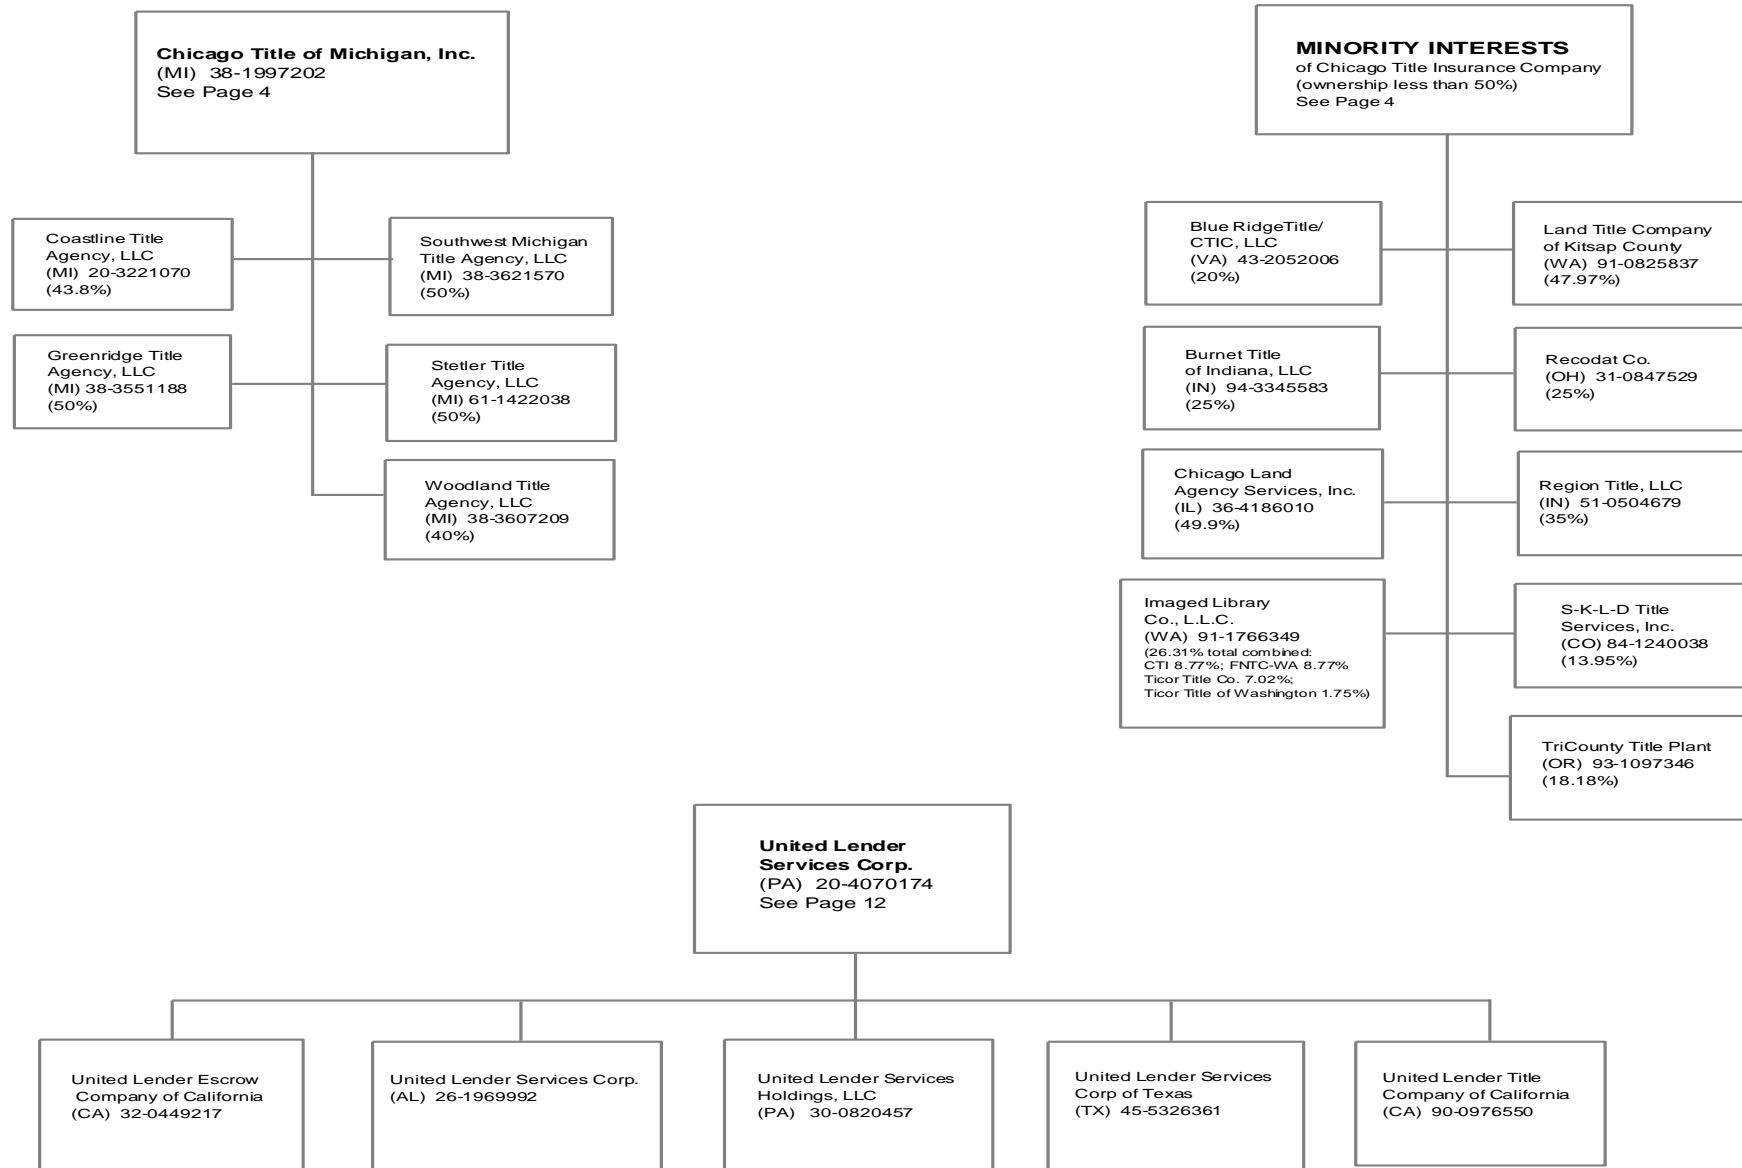 Chicago Title of Michigan, Inc.
(MI) 38-1997202
See Page 4
Coastline Title
Agency, LLC
(MI) 20-3221070
(43.8%)
Southwest Michigan
Title Agency, LLC
(MI) 38-3621570
(50%)
Greenridge Title
Agency, LLC
(MI) 38-3551188
(50%)
Stetler Title
Agency, LLC
(MI) 61-1422038
(50%)
Woodland Title
Agency, LLC
(MI) 38-3607209
(40%)
MINORITY INTERESTS
of Chicago Title Insurance Company
(ownership less than 50%)
See Page 4
Blue RidgeTitle/
CTIC, LLC
(VA) 43-2052006
(20%)
Land Title Company
of Kitsap County
(WA) 91-0825837
(47.97%)
Burnet Title
of Indiana, LLC
(IN) 94-3345583
(25%)
Recodat Co.
(OH) 31-0847529
(25%)
Chicago Land
Agency Services, Inc.
(IL) 36-4186010
(49.9%)
Region Title, LLC
(IN) 51-0504679
(35%)
Imaged Library
Co., L.L.C.
(WA) 91-1766349
(26.31% total combined:
CTI 8.77%; FNTC-WA 8.77%
Ticor Title Co. 7.02%;
Ticor Title of Washington 1.75%)
S-K-L-D Title
Services, Inc.
(CO) 84-1240038
(13.95%)
TriCounty Title Plant
(OR) 93-1097346
(18.18%)
United Lender
Services Corp.
(PA) 20-4070174
See Page 12
United Lender Escrow
Company of California
(CA) 32-0449217
United Lender Services Corp.
(AL) 26-1969992
United Lender Services
Holdings, LLC
(PA) 30-0820457
United Lender Services
Corp of Texas
(TX) 45-5326361
United Lender Title
Company of California
(CA) 90-0976550